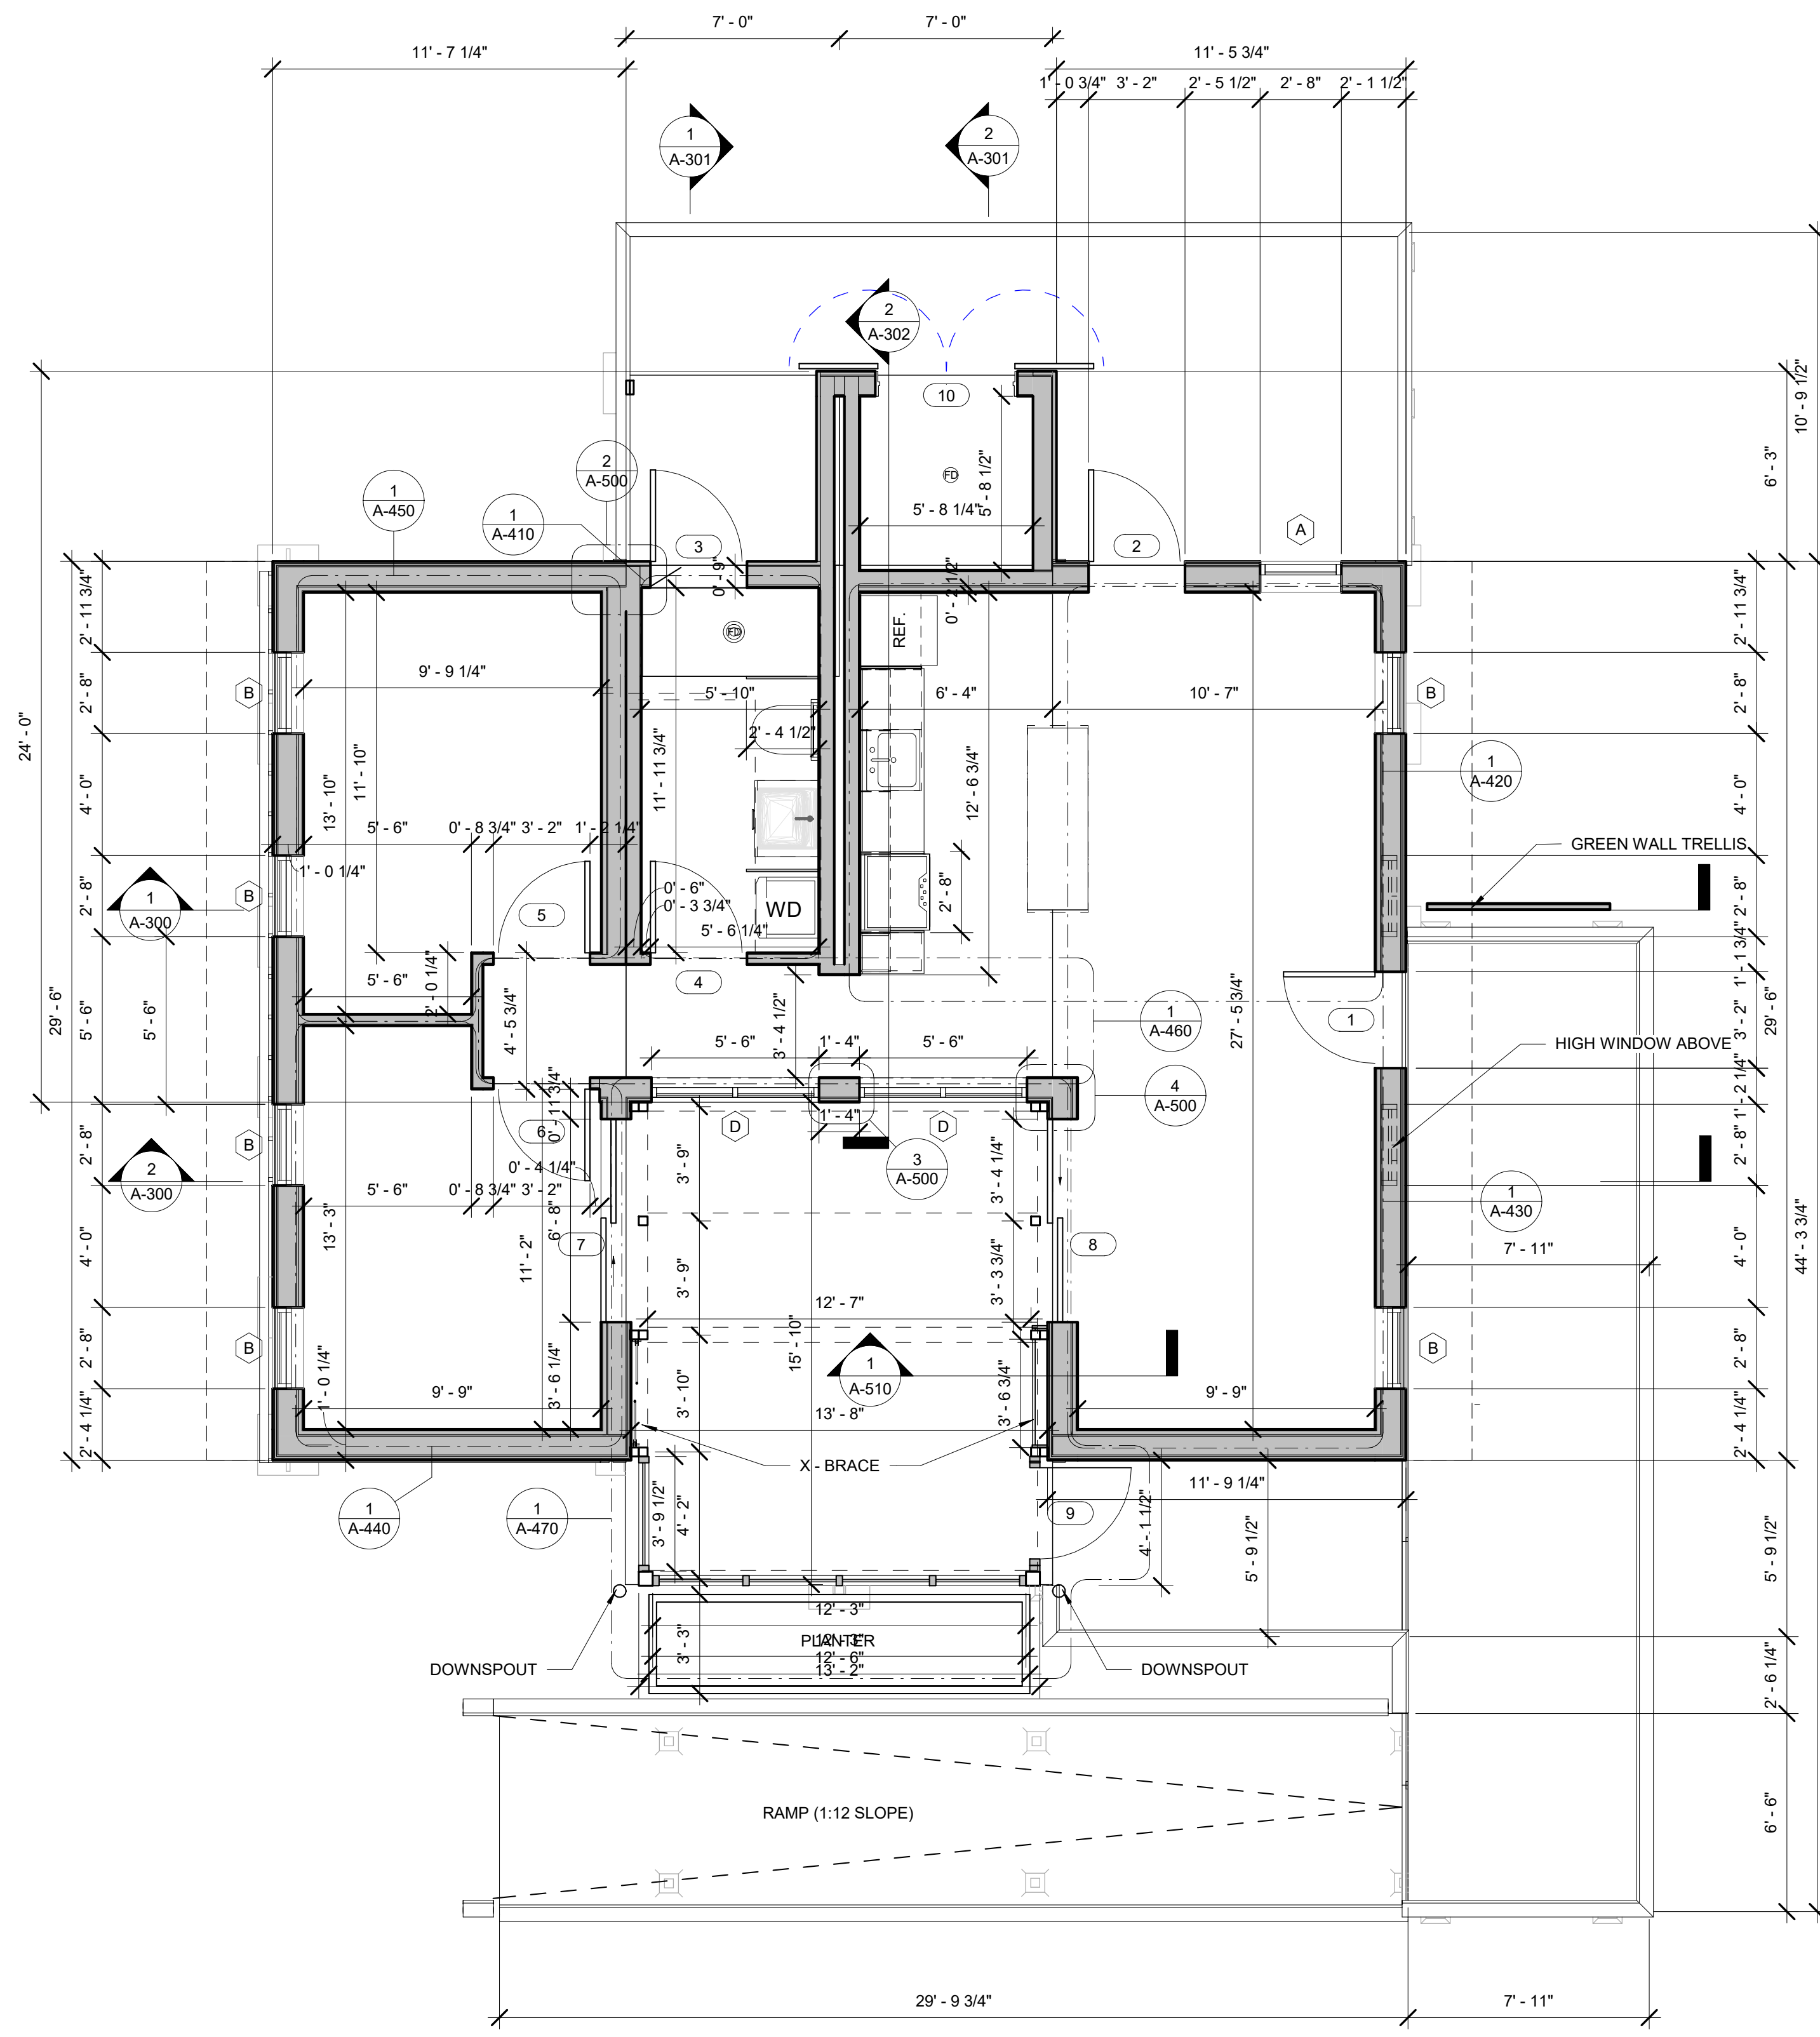 7' - 0"
7' - 0"
11' - 7 1/4"
11' - 5 3/4"
1' - 0 3/4"
3' - 2"
2' - 5 1/2"
2' - 8"
2' - 1 1/2"
1
A-301
2
A-301
2
A-302
10
10' - 9 1/2"
6' - 3"
2
A-500
1
A-450
1
A-410
FD
5' - 8 1/2"
5' - 8 1/4"
3
2
A
0' - 9"
0' - 2 1/2"
2' - 11 3/4"
2' - 11 3/4"
FD
REF.
9' - 9 1/4"
5' - 10"
6' - 4"
10' - 7"
B
B
2' - 8"
2' - 8"
24' - 0"
2' - 4 1/2"
11' - 11 3/4"
12' - 6 3/4"
1
A-420
4' - 0"
13' - 10"
11' - 10"
4' - 0"
5' - 6"
0' - 8 3/4"
3' - 2"
1' - 2 1/4"
GREEN WALL TRELLIS
1' - 0 1/4"
0' - 6"
0' - 3 3/4"
WD
2' - 8"
2' - 8"
B
1
A-300
2' - 8"
5
5' - 6 1/4"
1' - 1 3/4"
4
5' - 6"
2' - 0 1/4"
29' - 6"
5' - 6"
5' - 6"
4' - 5 3/4"
3' - 4 1/2"
1
A-460
27' - 5 3/4"
1
3' - 2"
29' - 6"
5' - 6"
1' - 4"
5' - 6"
HIGH WINDOW ABOVE
4
A-500
1' - 2 1/4"
0' - 11 3/4"
6
D
1' - 4"
D
B
2
A-300
2' - 8"
2' - 8"
3' - 9"
3
A-500
3' - 4 1/4"
0' - 4 1/4"
5' - 6"
0' - 8 3/4"
3' - 2"
1
A-430
6' - 8"
7
8
4' - 0"
13' - 3"
11' - 2"
3' - 9"
3' - 3 3/4"
7' - 11"
4' - 0"
44' - 3 3/4"
12' - 7"
B
B
2' - 8"
2' - 8"
15' - 10"
1
A-510
1' - 0 1/4"
9' - 9"
3' - 6 1/4"
3' - 10"
13' - 8"
3' - 6 3/4"
9' - 9"
2' - 4 1/4"
2' - 4 1/4"
X - BRACE
11' - 9 1/4"
1
A-440
1
A-470
3' - 9 1/2"
4' - 2"
9
4' - 1 1/2"
5' - 9 1/2"
5' - 9 1/2"
12' - 3"
PLANTER
12' - 3"
12' - 6"
13' - 2"
3' - 3"
DOWNSPOUT
DOWNSPOUT
2' - 6 1/4"
RAMP (1:12 SLOPE)
6' - 6"
29' - 9 3/4"
7' - 11"